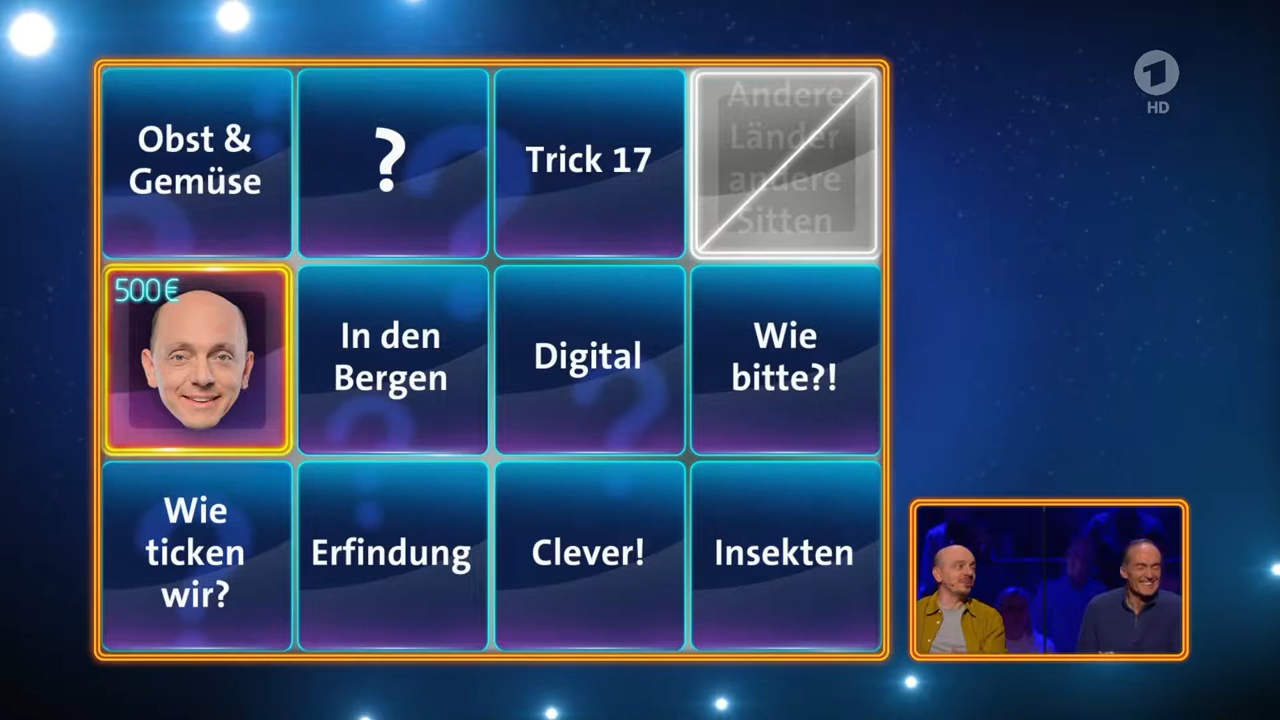 Obst &
Gemüse
?
Trick 17
Andere
Länder
andere
Sitten
500€
In den
Bergen
Digital
Wie
bitte?!
Wie
ticken
wir?
Erfindung
Clever!
Insekten
1
HD